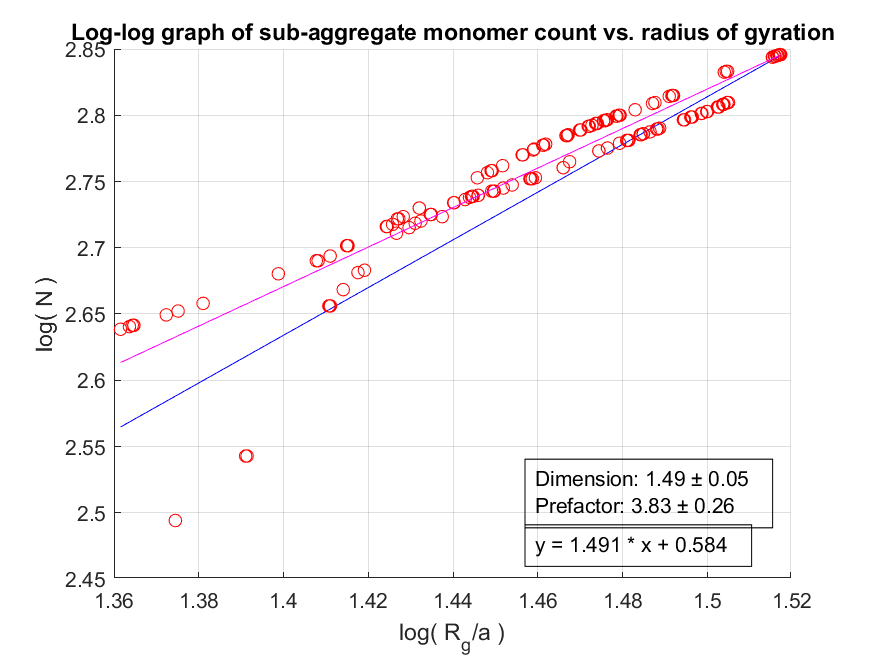 Log-log graph of sub-aggregate monomer count vs. radius of gyration
2.85
2.8
2.75
2.7
2.65
2.6
2.55
2.5
2.45
log( N )
Dimension: 1.49 ± 0.05
Prefactor: 3.83 ± 0.26
y = 1.491 * x + 0.584
1.36 1.38 1.4 1.42 1.44 1.46 1.48 1.5 1.52
log( R_g/a )